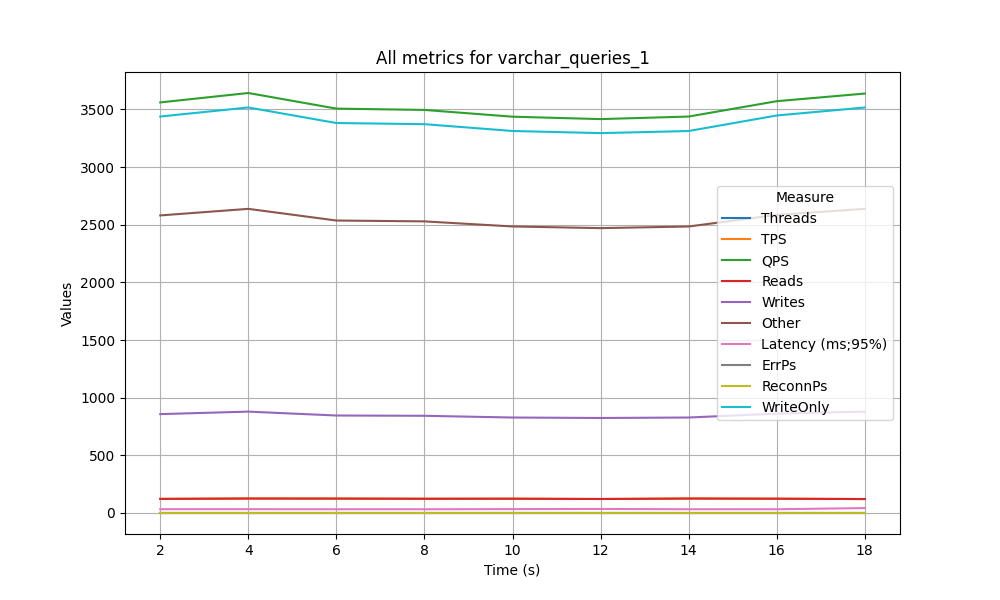 All metrics for varchar_queries_1
Values
3500
3000
2500
2000
1500
1000
500
0
Measure
Threads
TPS
QPS
Reads
Writes
Other
Latency (ms;95%)
ErrPs
ReconnPs
WriteOnly
2 4 6 8 10 12 14 16 18
Time (s)